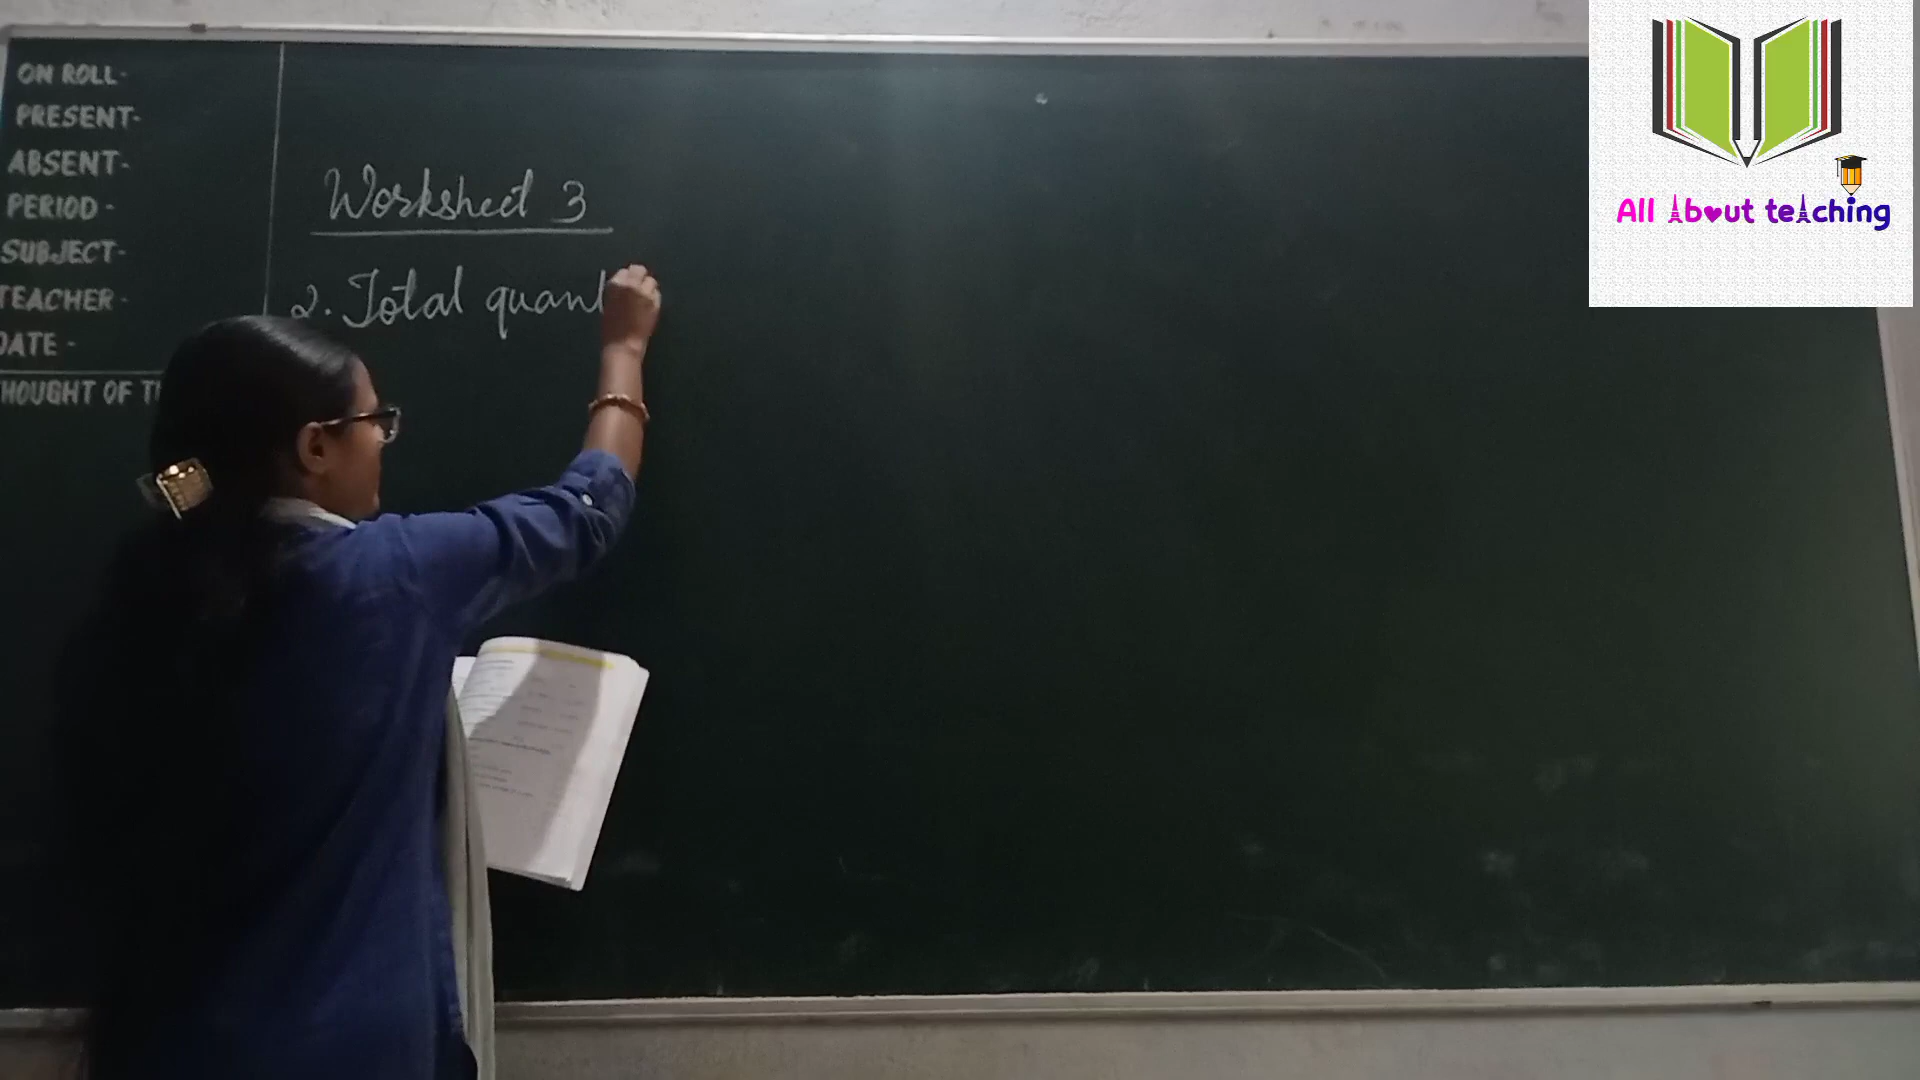 ON ROLL-
PRESENT-
ABSENT-
PERIOD-
SUBJECT-
TEACHER-
DATE-
THOUGHT OF
Worksheet 3
2. Total quant
All About teaching